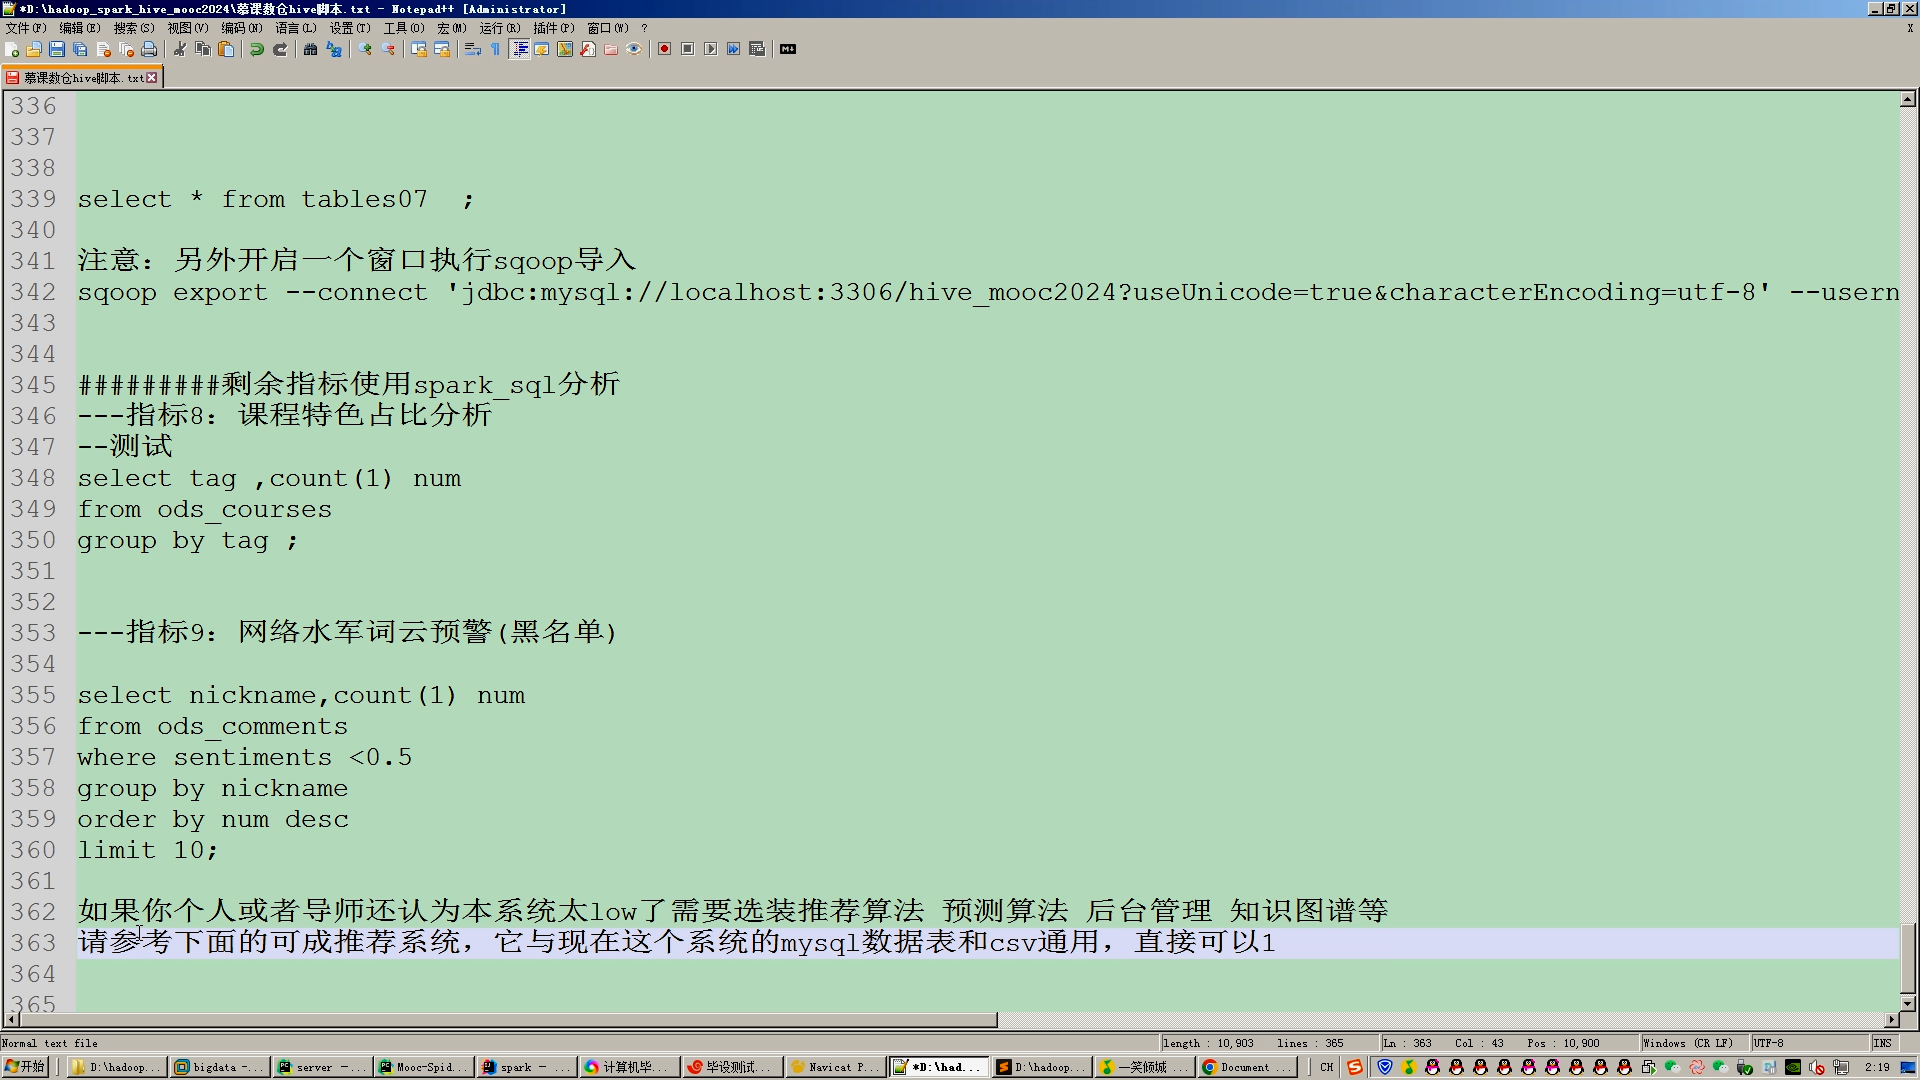 *D:\hadoop_spark_hive_mooc2024\慕课数仓hive脚本.txt - Notepad++ [Administrator]
文件(F) 编辑(E) 搜索(S) 视图(V) 编码(N) 语言(L) 设置(T) 工具(O) 宏(M) 运行(R) 插件(P) 窗口(W) ? X
慕课数仓hive脚本.txt
336
337
338
339 select * from tables07  ;
340
341 注意: 另外开启一个窗口执行sqoop导入
342 sqoop export --connect 'jdbc:mysql://localhost:3306/hive_mooc2024?useUnicode=true&characterEncoding=utf-8' --usern
343
344
345 #########剩余指标使用spark_sql分析
346 ---指标8: 课程特色占比分析
347 --测试
348 select tag ,count(1) num
349 from ods_courses
350 group by tag ;
351
352
353 ---指标9: 网络水军词云预警(黑名单)
354
355 select nickname,count(1) num
356 from ods_comments
357 where sentiments <0.5
358 group by nickname
359 order by num desc
360 limit 10;
361
362 如果你个人或者导师还认为本系统太low了需要选装推荐算法 预测算法 后台管理 知识图谱等
363 请参考下面的可成推荐系统, 它与现在这个系统的mysql数据表和csv通用, 直接可以1
364
365
Normal text file length : 10,903 lines : 365 Ln : 363 Col : 43 Pos : 10,900 Windows (CR LF) UTF-8 INS
开始 D:\hadoop... bigdata -... server -... Mooc-Spid... spark - ... 计算机毕... 毕设测试... Navicat P... *D:\had... D:\hadoop... 一笑倾城 ... Document ... CH 2:19